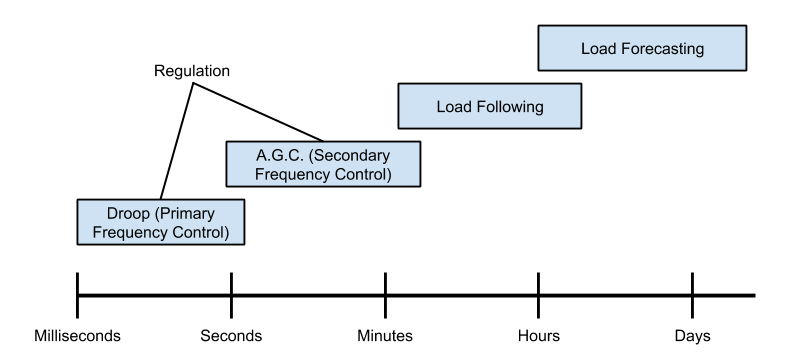 Load Forecasting
Regulation
Load Following
A.G.C. (Secondary
Frequency Control)
Droop (Primary
Frequency Control)
Milliseconds
Seconds
Minutes
Hours
Days